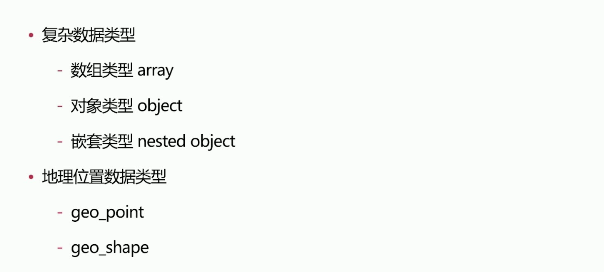 • 复杂数据类型
- 数组类型 array
- 对象类型 object
- 嵌套类型 nested object
• 地理位置数据类型
- geo_point
- geo_shape